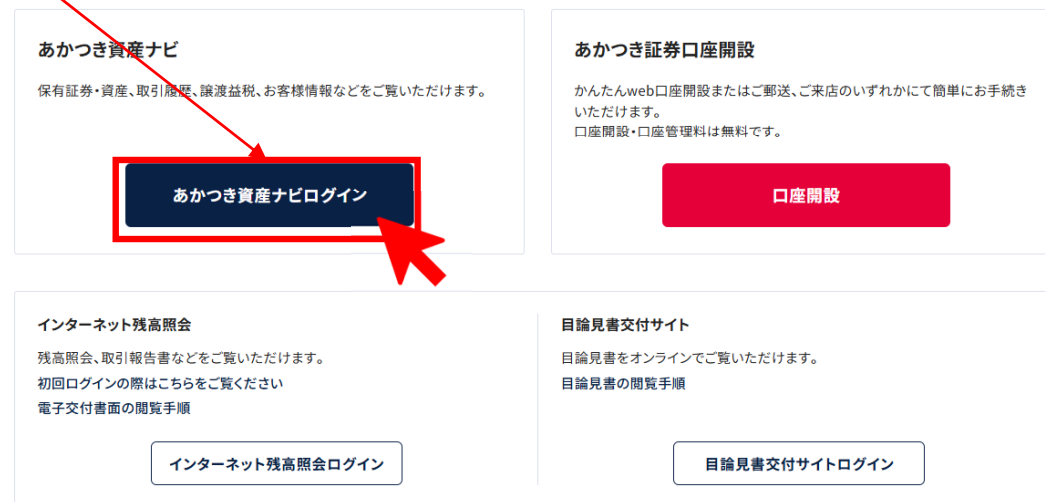 あかつき資産ナビ
保有証券・資産、取引履歴、譲渡益税、お客様情報などをご覧いただけます。
あかつき資産ナビログイン
あかつき証券口座開設
かんたんweb口座開設またはご郵送、ご来店のいずれかにて簡単にお手続き
いただけます。
口座開設・口座管理料は無料です。
口座開設
インターネット残高照会
残高照会、取引報告書などをご覧いただけます。
初回ログインの際はこちらをご覧ください
電子交付書面の閲覧手順
インターネット残高照会ログイン
目論見書交付サイト
目論見書をオンラインでご覧いただけます。
目論見書の閲覧手順
目論見書交付サイトログイン